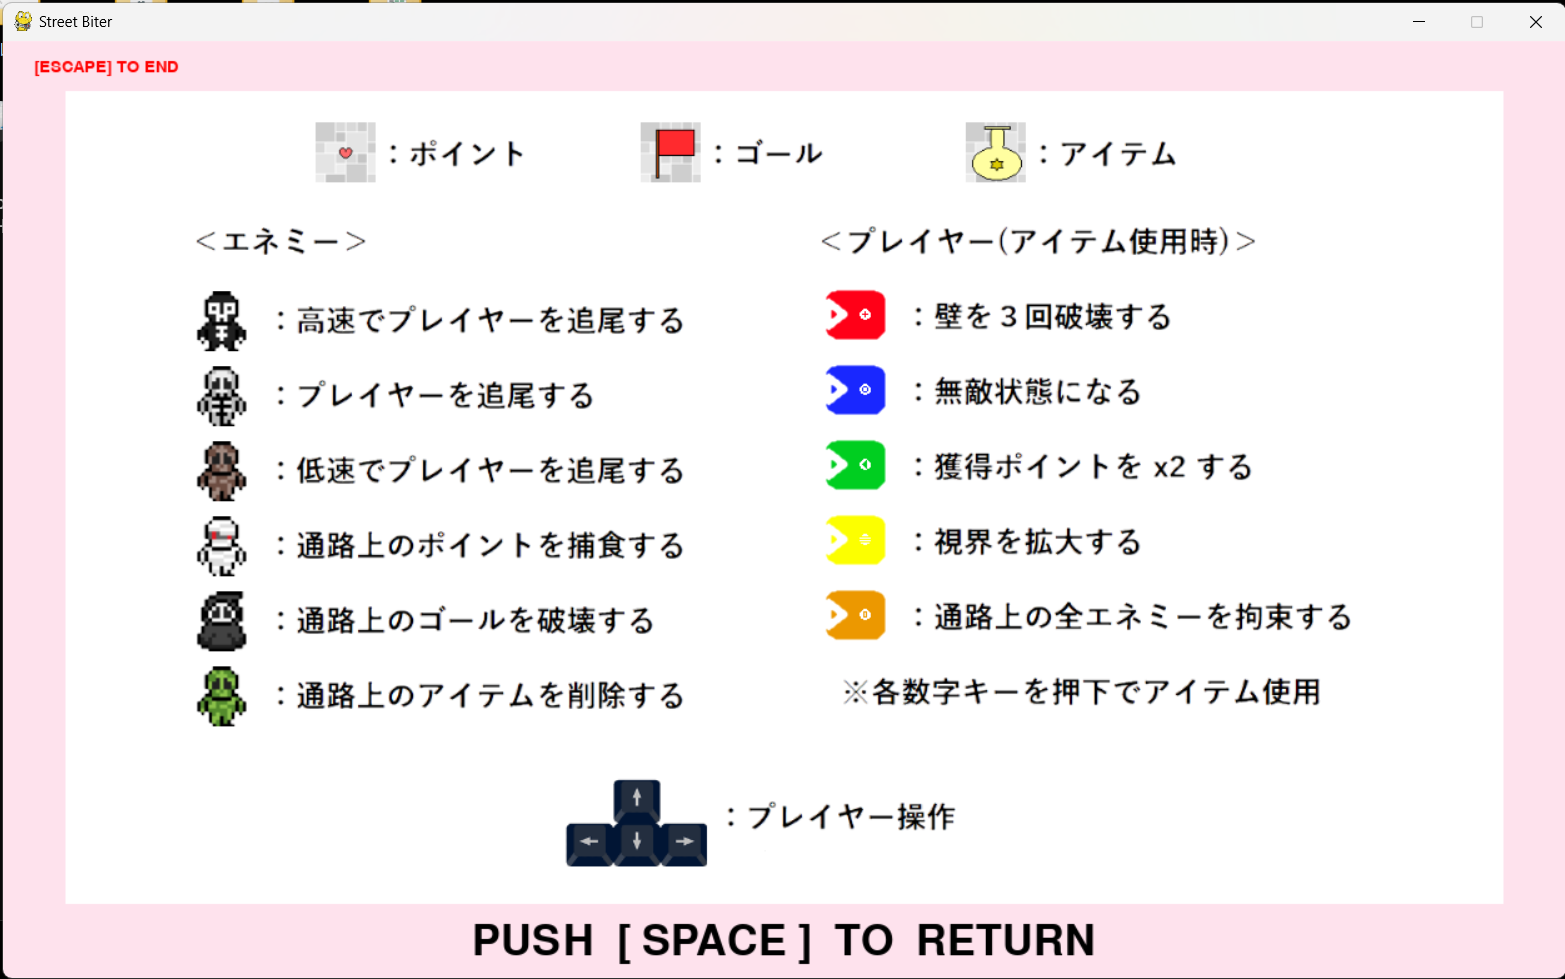 Street Biter
[ESCAPE] TO END
：ポイント
：ゴール
：アイテム
＜エネミー＞
：高速でプレイヤーを追尾する
：プレイヤーを追尾する
：低速でプレイヤーを追尾する
：通路上のポイントを捕食する
：通路上のゴールを破壊する
：通路上のアイテムを削除する
＜プレイヤー(アイテム使用時)＞
：壁を３回破壊する
：無敵状態になる
：獲得ポイントを x2 する
：視界を拡大する
：通路上の全エネミーを拘束する
※各数字キーを押下でアイテム使用
：プレイヤー操作
PUSH [ SPACE ] TO RETURN